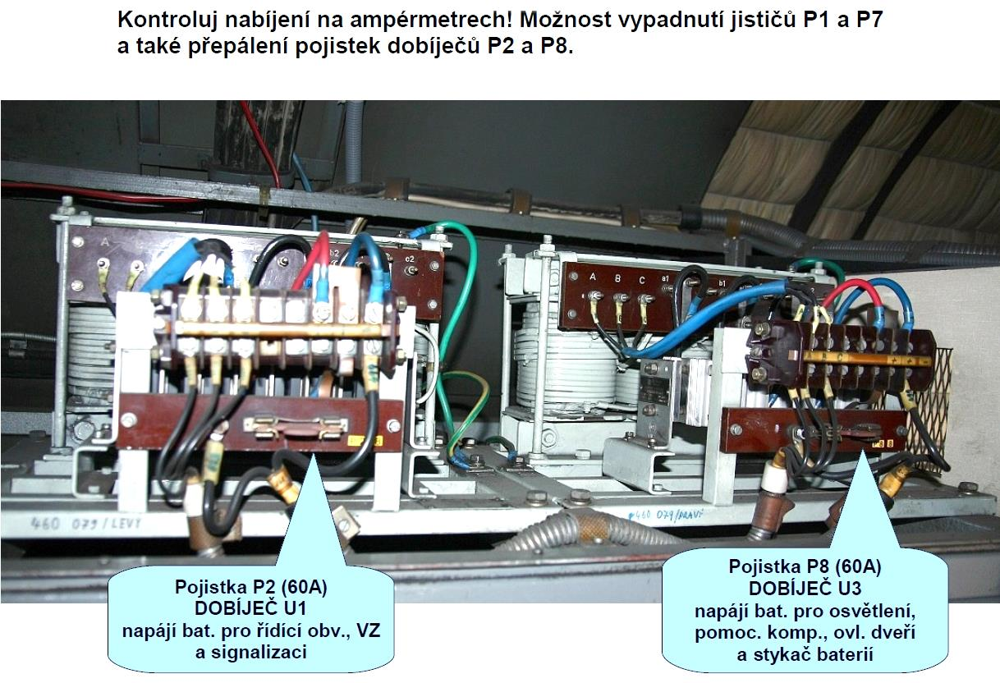 Kontroluj nabíjení na ampérmetrech! Možnost vypadnutí jističů P1 a P7
a také přepálení pojistek dobíječů P2 a P8.
A
b2
c2
A B C a1 b1
460 079/LEVÝ
460 079/PRAVÝ
Pojistka P2 (60A)
DOBÍJEČ U1
napájí bat. pro řídící obv., VZ
a signalizaci
Pojistka P8 (60A)
DOBÍJEČ U3
napájí bat. pro osvětlení,
pomoc. komp., ovl. dveří
a stykač baterií